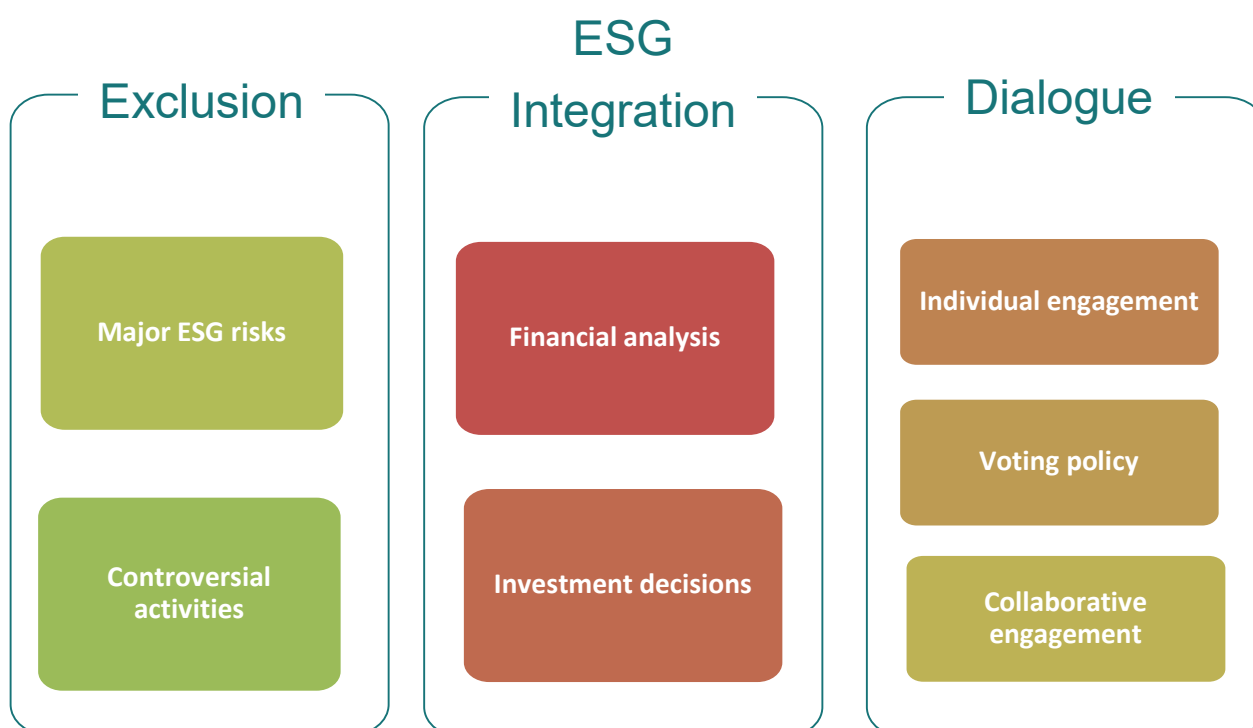 ESG
Exclusion
Integration
Dialogue
Major ESG risks
Controversial
activities
Financial analysis
Investment decisions
Individual engagement
Voting policy
Collaborative
engagement